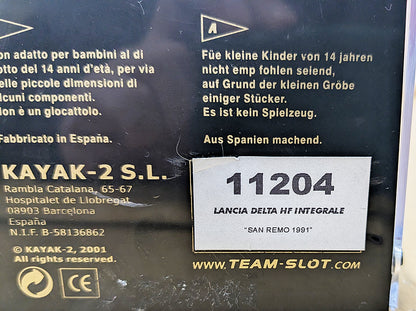 on adatto per bambini al di
otto del 14 anni d'età, per via
elle piccole dimensioni di
lcuni componenti.
on è un giocattolo.
Fabbricato in España.
KAYAK-2 S.L.
Rambla Catalana, 65-67
Hospitalet de Llobregat
08903 Barcelona
España
N.I.F. B-58136862
© KAYAK-2, 2001
All rights reserved.
CE
A
Füe kleine Kinder von 14 jahren
nicht emp fohlen seiend,
auf Grund der kleinen Gröbe
einiger Stücker.
Es ist kein Spielzeug.
Aus Spanien machend.
11204
LANCIA DELTA HF INTEGRALE
"SAN REMO 1991"
WWW.TEAM-SLOT.COM